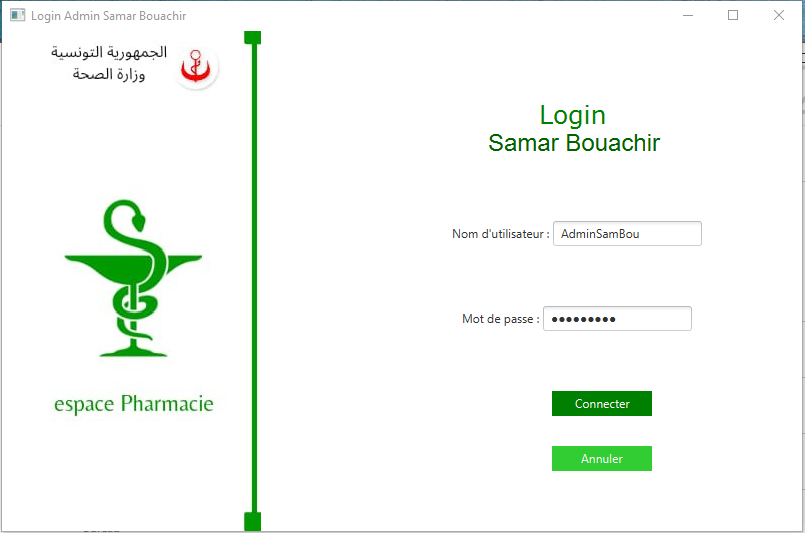 Login Admin Samar Bouachir
الجمهورية التونسية
وزارة الصحة
espace Pharmacie
Login
Samar Bouachir
Nom d'utilisateur : AdminSamBou
Mot de passe : •••••••••
Connecter
Annuler